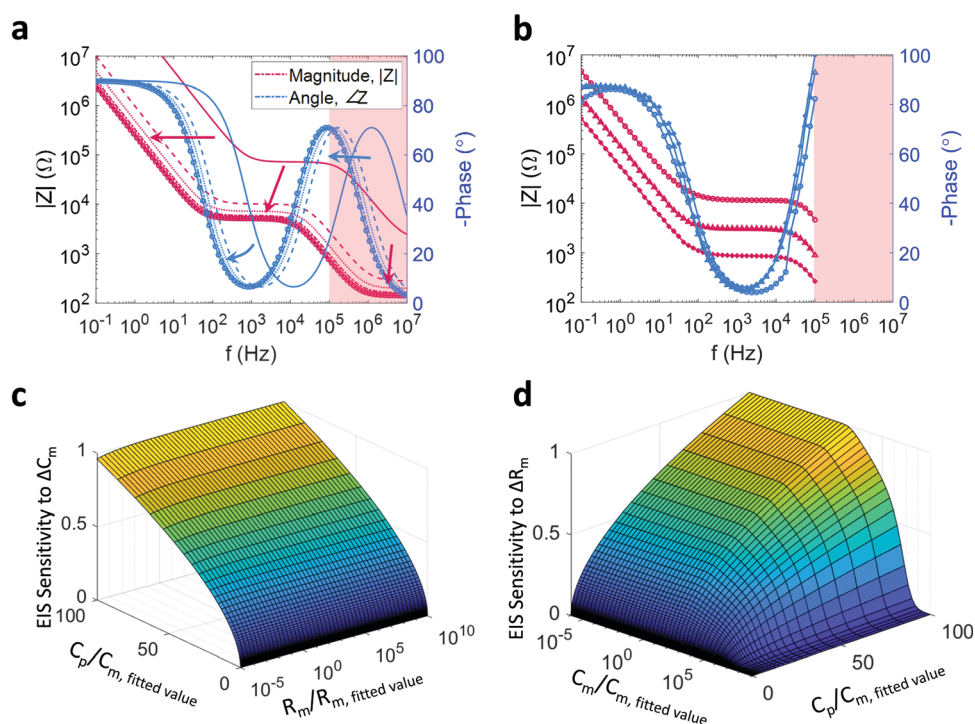 a
10^7
10^6
10^5
10^4
10^3
10^2
|Z| (Ω)
Magnitude, |Z|
Angle, ∠Z
100
80
60
40
20
0
-Phase (°)
10^-1 10^0 10^1 10^2 10^3 10^4 10^5 10^6 10^7
f (Hz)
b
10^7
10^6
10^5
10^4
10^3
10^2
|Z| (Ω)
100
80
60
40
20
0
-Phase (°)
10^-1 10^0 10^1 10^2 10^3 10^4 10^5 10^6 10^7
f (Hz)
c
EIS Sensitivity to ΔC_m
1
0.5
0
100
50
0
C_p/C_m, fitted value
10^-5 10^0 10^5 10^10
R_m/R_m, fitted value
d
EIS Sensitivity to ΔR_m
1
0.5
0
10^-5
10^0
10^5
C_m/C_m, fitted value
0 50 100
C_p/C_m, fitted value